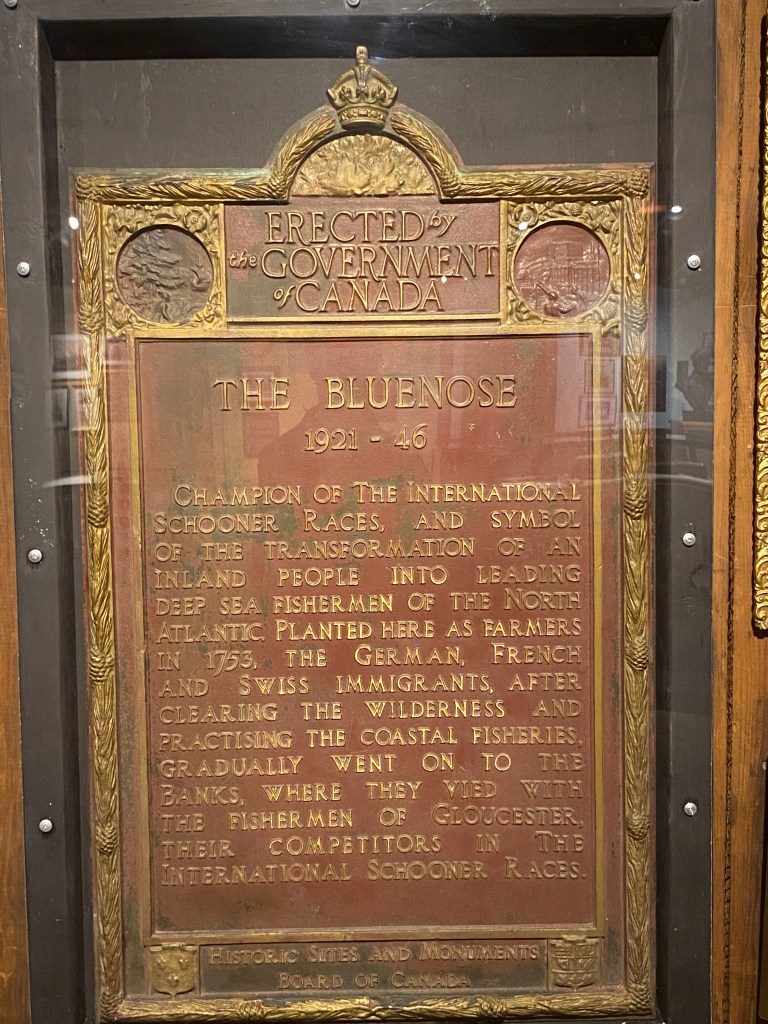 ERECTED by
the GOVERNMENT
of CANADA
THE BLUENOSE
1921 - 46
CHAMPION OF THE INTERNATIONAL
SCHOONER RACES, AND SYMBOL
OF THE TRANSFORMATION OF AN
INLAND PEOPLE INTO LEADING
DEEP SEA FISHERMEN OF THE NORTH
ATLANTIC. PLANTED HERE AS FARMERS
IN 1753, THE GERMAN, FRENCH
AND SWISS IMMIGRANTS, AFTER
CLEARING THE WILDERNESS AND
PRACTISING THE COASTAL FISHERIES,
GRADUALLY WENT ON TO THE
BANKS, WHERE THEY VIED WITH
THE FISHERMEN OF GLOUCESTER,
THEIR COMPETITORS IN THE
INTERNATIONAL SCHOONER RACES.
HISTORIC SITES AND MONUMENTS
BOARD OF CANADA